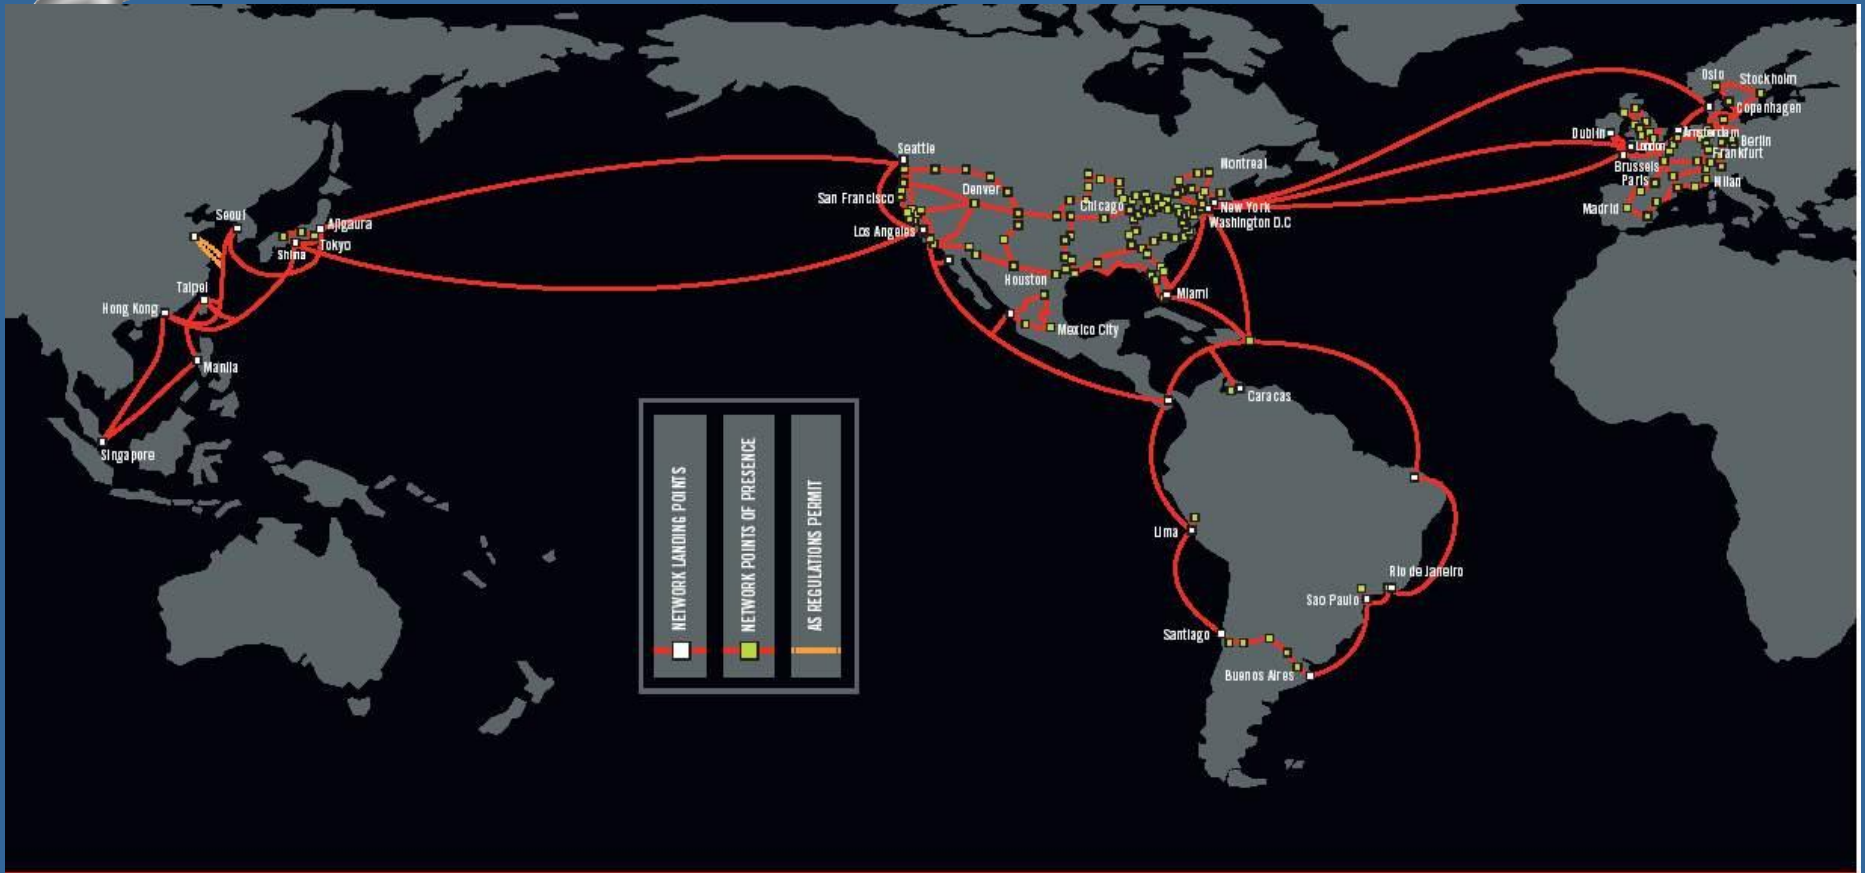 Oslo
Stockholm
Copenhagen
Dublin
Amsterdam
London
Berlin
Frankfurt
Brussels
Paris
Milan
Madrid
Seattle
Montreal
Denver
San Francisco
Chicago
New York
Washington D.C
Los Angeles
Houston
Miami
Mexico City
Seoul
Ajigaura
Tokyo
Shima
Taipei
Hong Kong
Manila
Singapore
Caracas
Lima
Rio de Janeiro
Sao Paulo
Santiago
Buenos Aires
NETWORK LANDING POINTS
NETWORK POINTS OF PRESENCE
AS REGULATIONS PERMIT